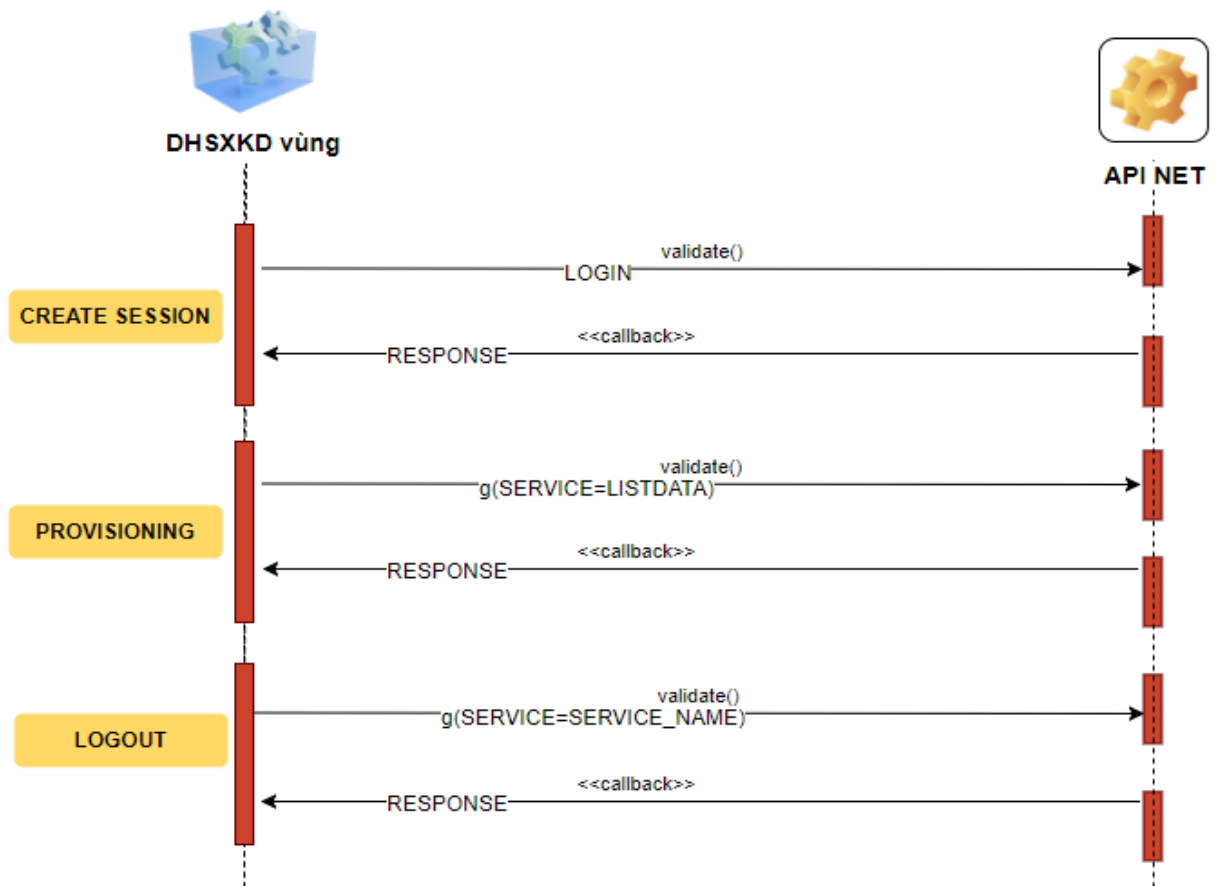 DHSXKD vùng
API NET
validate()
LOGIN
CREATE SESSION
<<callback>>
RESPONSE
validate()
g(SERVICE=LISTDATA)
PROVISIONING
<<callback>>
RESPONSE
validate()
g(SERVICE=SERVICE_NAME)
LOGOUT
<<callback>>
RESPONSE